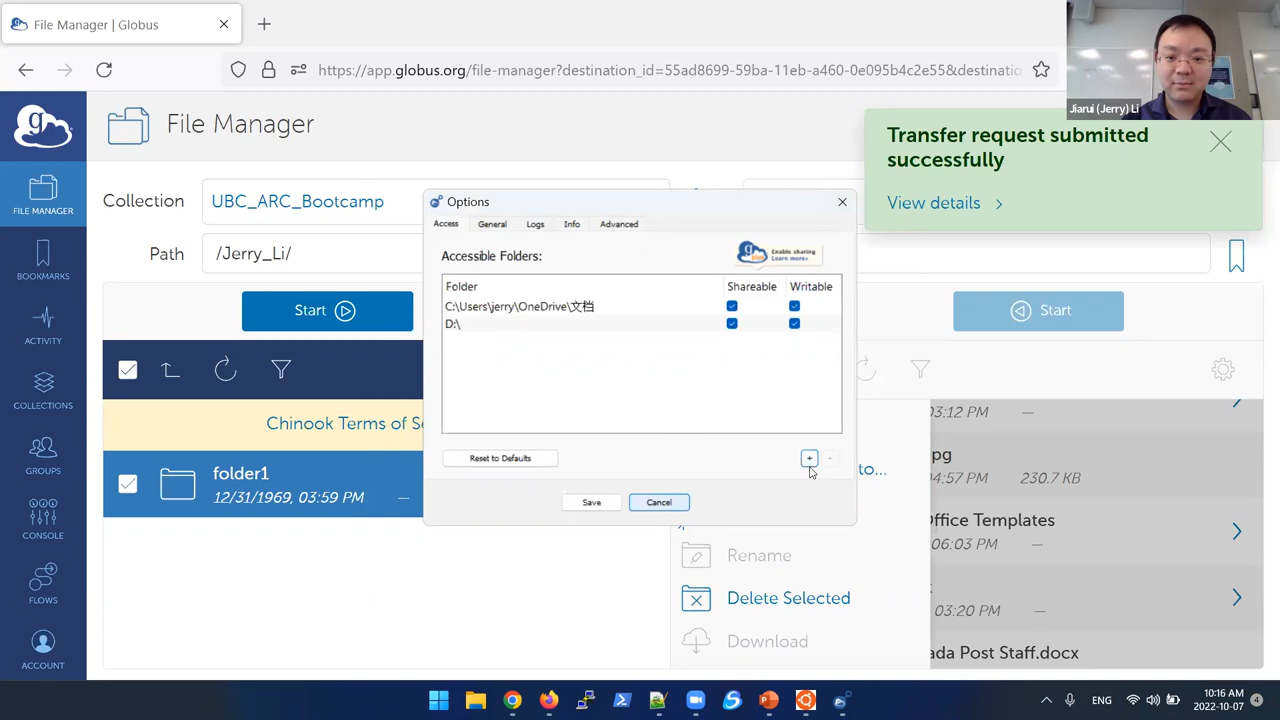 File Manager | Globus
https://app.globus.org/file-manager?destination_id=55ad8699-59ba-11eb-a460-0e095b4c2e55&destinatio
Jiarui (Jerry) Li
File Manager
Transfer request submitted
successfully
View details
Collection
UBC_ARC_Bootcamp
Path
/Jerry_Li/
Start
Start
Chinook Terms of Se
folder1
12/31/1969, 03:59 PM
—
FILE MANAGER
BOOKMARKS
ACTIVITY
COLLECTIONS
GROUPS
CONSOLE
FLOWS
ACCOUNT
Options
Access
General
Logs
Info
Advanced
Accessible Folders:
Enable sharing
Learn more»
Folder
Shareable
Writable
C:\Users\jerry\OneDrive\文档
D:\
Reset to Defaults
+
-
Save
Cancel
to...
Rename
Delete Selected
Download
03:12 PM —
pg
04:57 PM 230.7 KB
Office Templates
06:03 PM —
03:20 PM —
ada Post Staff.docx
ENG
10:16 AM
2022-10-07
4